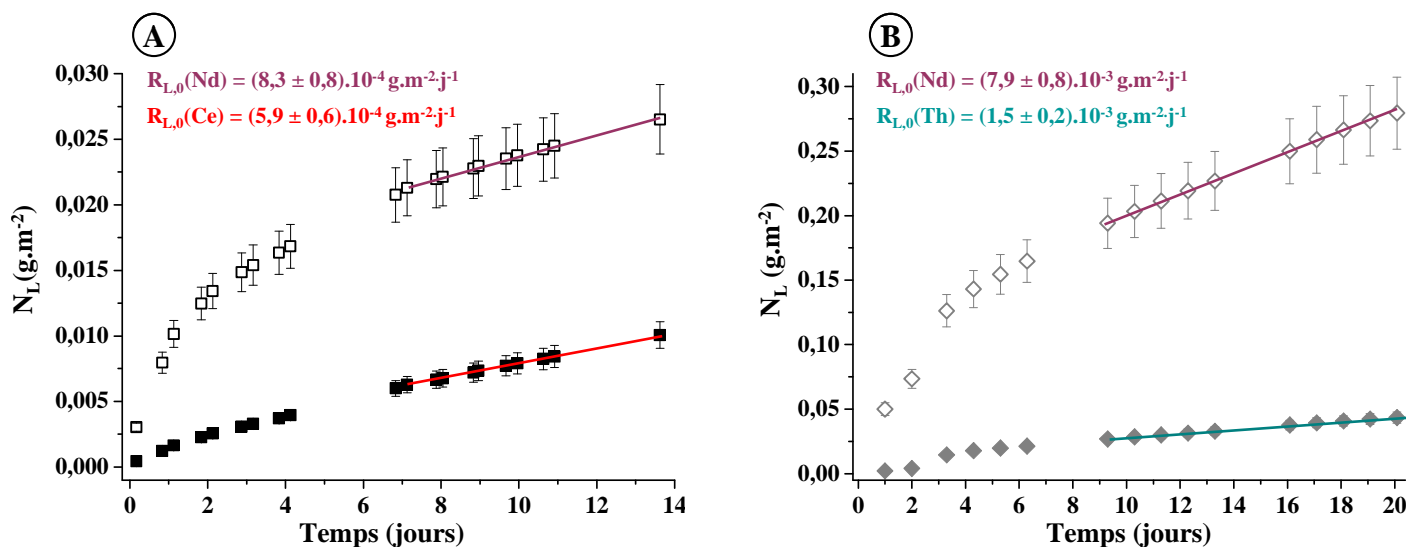 A
R_L,0(Nd) = (8,3 ± 0,8).10⁻⁴ g.m⁻²·j⁻¹
R_L,0(Ce) = (5,9 ± 0,6).10⁻⁴ g.m⁻²·j⁻¹
N_L (g.m⁻²)
0,030
0,025
0,020
0,015
0,010
0,005
0,000
0 2 4 6 8 10 12 14
Temps (jours)
B
R_L,0(Nd) = (7,9 ± 0,8).10⁻³ g.m⁻²·j⁻¹
R_L,0(Th) = (1,5 ± 0,2).10⁻³ g.m⁻²·j⁻¹
N_L (g.m⁻²)
0,30
0,25
0,20
0,15
0,10
0,05
0,00
0 2 4 6 8 10 12 14 16 18 20
Temps (jours)